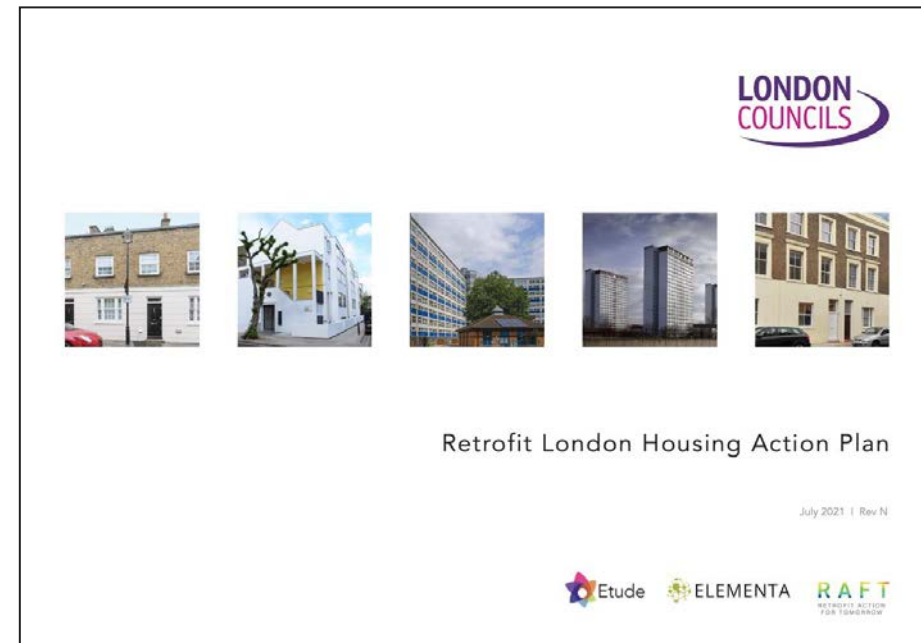 LONDON
COUNCILS
Retrofit London Housing Action Plan
July 2021 | Rev N
Etude
ELEMENTA
RAFT
RETROFIT ACTION
FOR TOMORROW